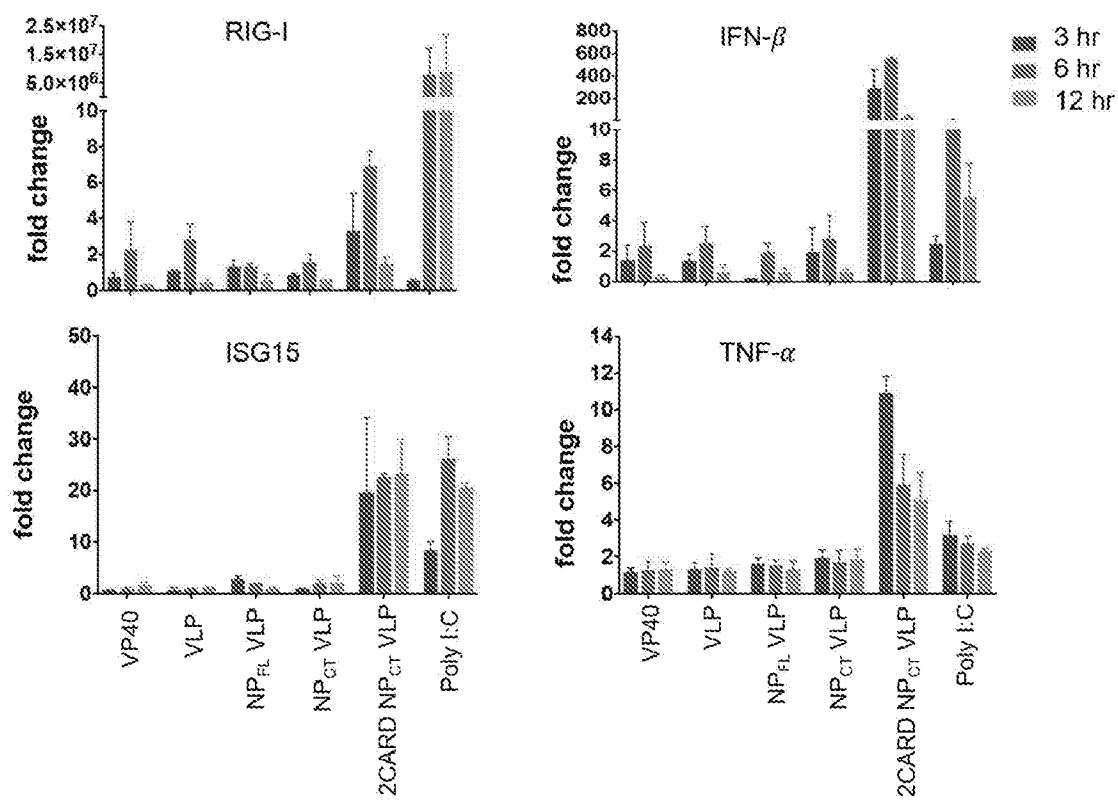 RIG-I
2.5×10⁷
1.5×10⁷
5.0×10⁶
10
8
6
4
2
0
fold change
IFN-β
800
600
400
200
10
8
6
4
2
0
fold change
3 hr
6 hr
12 hr
ISG15
50
40
30
20
10
0
fold change
VP40
VLP
NP_FL VLP
NP_CT VLP
2CARD NP_CT VLP
Poly I:C
TNF-α
14
12
10
8
6
4
2
0
fold change
VP40
VLP
NP_FL VLP
NP_CT VLP
2CARD NP_CT VLP
Poly I:C